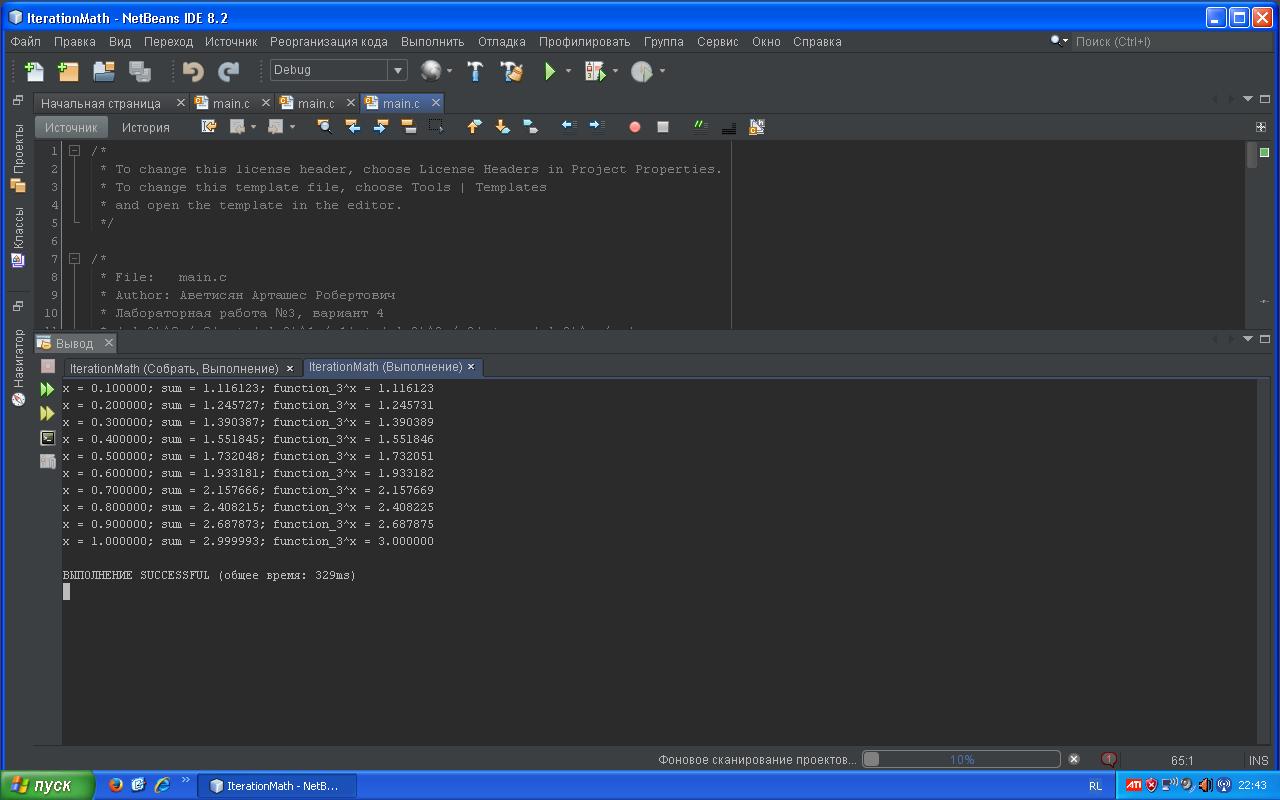 IterationMath - NetBeans IDE 8.2
Файл Правка Вид Переход Источник Реорганизация кода Выполнить Отладка Профилировать Группа Сервис Окно Справка Поиск (Ctrl+I)
Debug
Начальная страница main.c main.c main.c
Источник История
Проекты
Классы
Навигатор
1 /*
2 * To change this license header, choose License Headers in Project Properties.
3 * To change this template file, choose Tools | Templates
4 * and open the template in the editor.
5 */
6
7 /*
8 * File: main.c
9 * Author: Аветисян Арташес Робертович
10 * Лабораторная работа №3, вариант 4
Вывод
IterationMath (Собрать, Выполнение) IterationMath (Выполнение)
x = 0.100000; sum = 1.116123; function_3^x = 1.116123
x = 0.200000; sum = 1.245727; function_3^x = 1.245731
x = 0.300000; sum = 1.390387; function_3^x = 1.390389
x = 0.400000; sum = 1.551845; function_3^x = 1.551846
x = 0.500000; sum = 1.732048; function_3^x = 1.732051
x = 0.600000; sum = 1.933181; function_3^x = 1.933182
x = 0.700000; sum = 2.157666; function_3^x = 2.157669
x = 0.800000; sum = 2.408215; function_3^x = 2.408225
x = 0.900000; sum = 2.687873; function_3^x = 2.687875
x = 1.000000; sum = 2.999993; function_3^x = 3.000000
ВЫПОЛНЕНИЕ SUCCESSFUL (общее время: 329ms)
Фоновое сканирование проектов... 10% 1 65:1 INS
пуск IterationMath - NetB... RL ATI 22:43